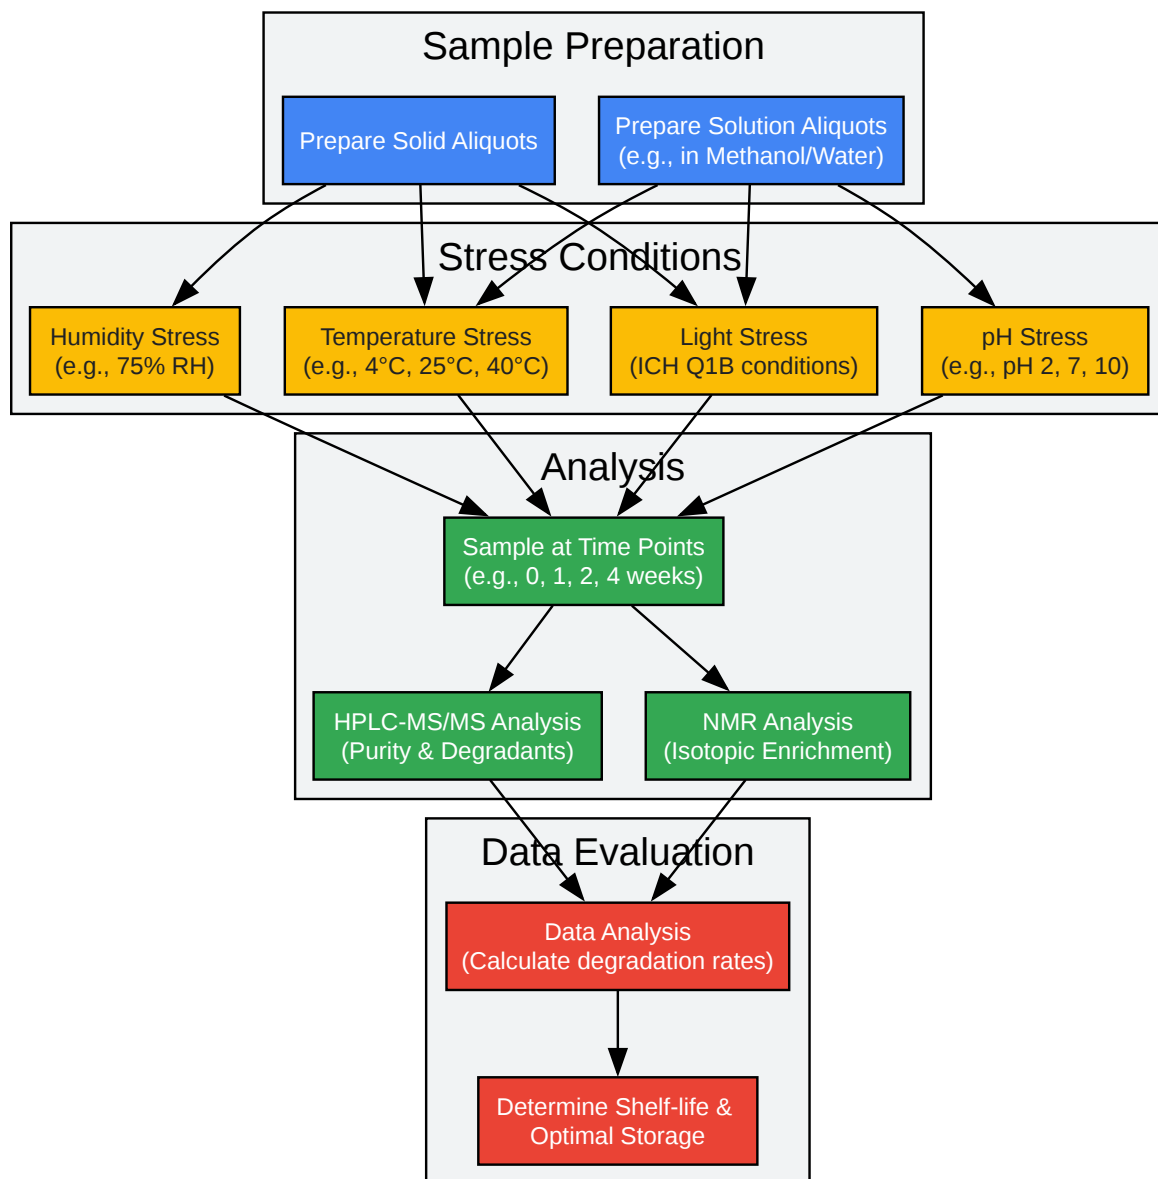 Sample Preparation
Prepare Solid Aliquots
Prepare Solution Aliquots
(e.g., in Methanol/Water)
Stress Conditions
Humidity Stress
(e.g., 75% RH)
Temperature Stress
(e.g., 4°C, 25°C, 40°C)
Light Stress
(ICH Q1B conditions)
pH Stress
(e.g., pH 2, 7, 10)
Analysis
Sample at Time Points
(e.g., 0, 1, 2, 4 weeks)
HPLC-MS/MS Analysis
(Purity & Degradants)
NMR Analysis
(Isotopic Enrichment)
Data Evaluation
Data Analysis
(Calculate degradation rates)
Determine Shelf-life &
Optimal Storage